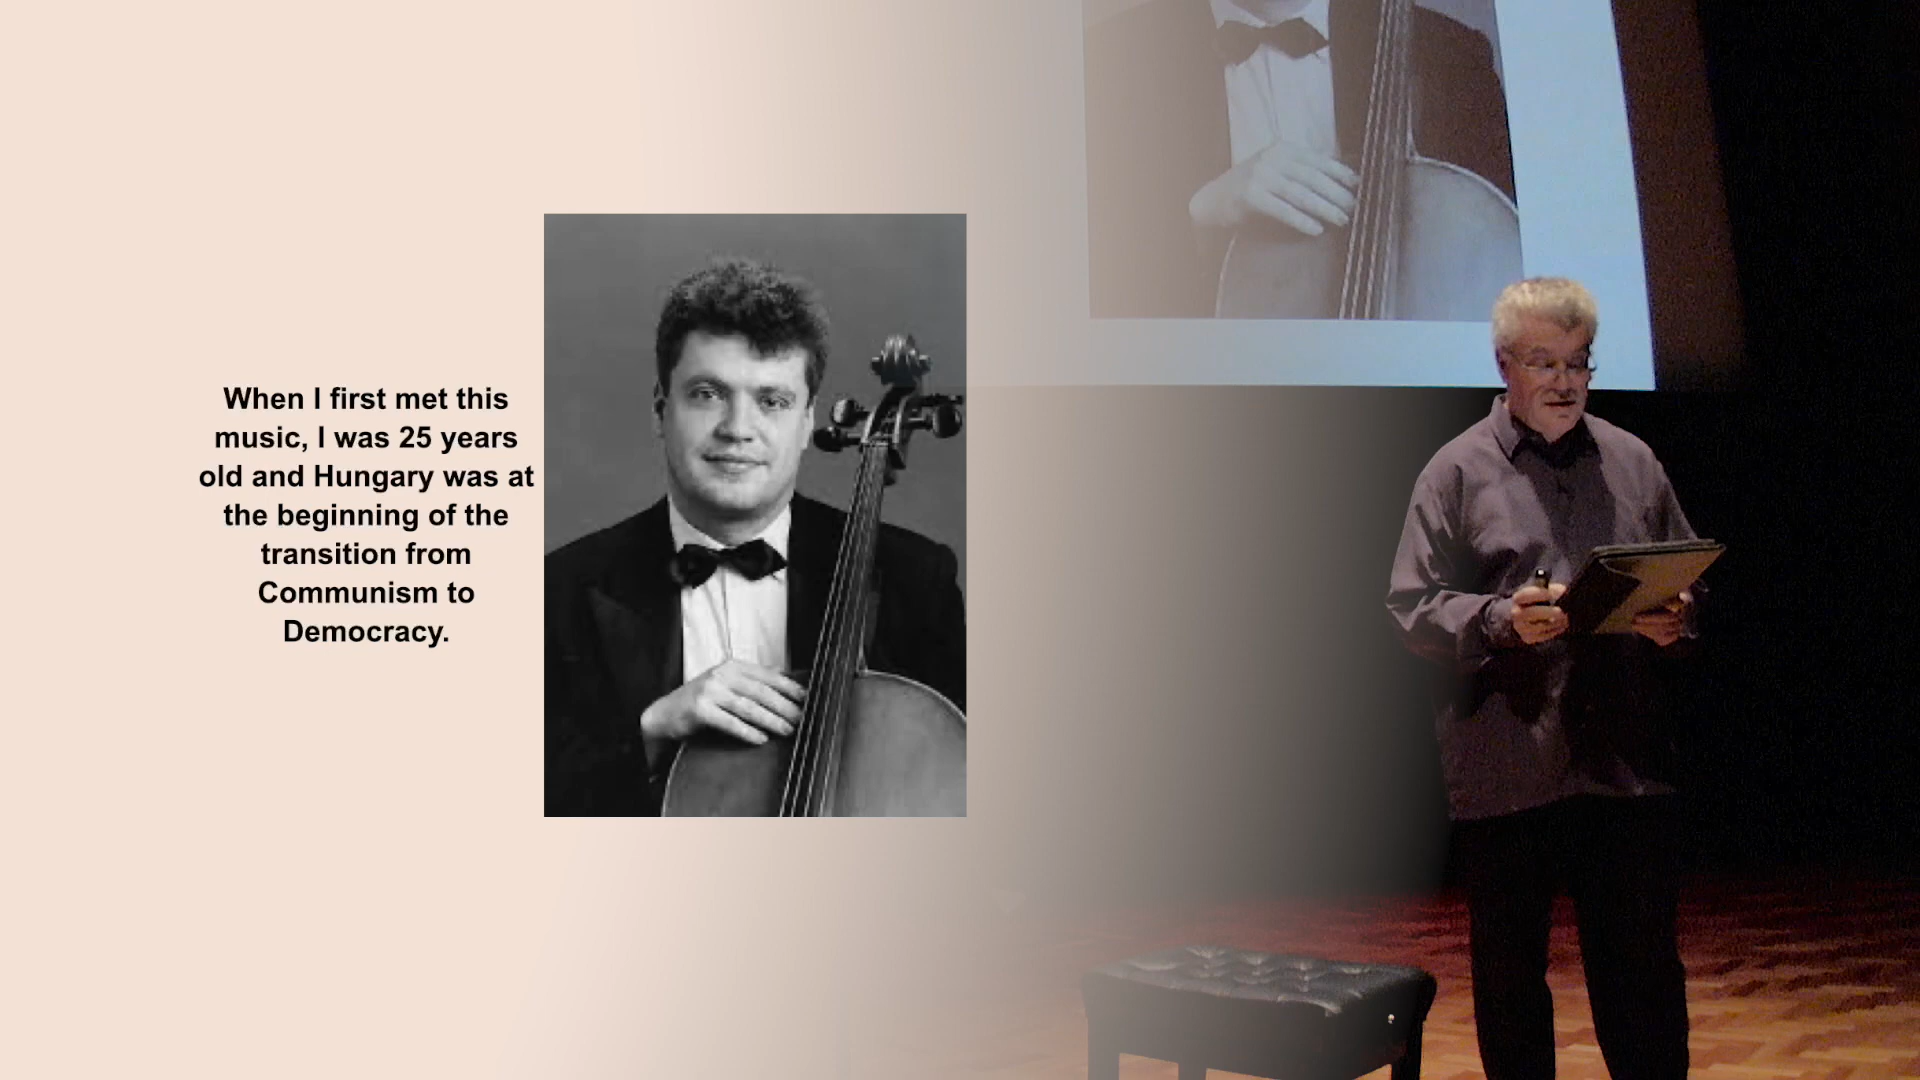 When I first met this
music, I was 25 years
old and Hungary was at
the beginning of the
transition from
Communism to
Democracy.